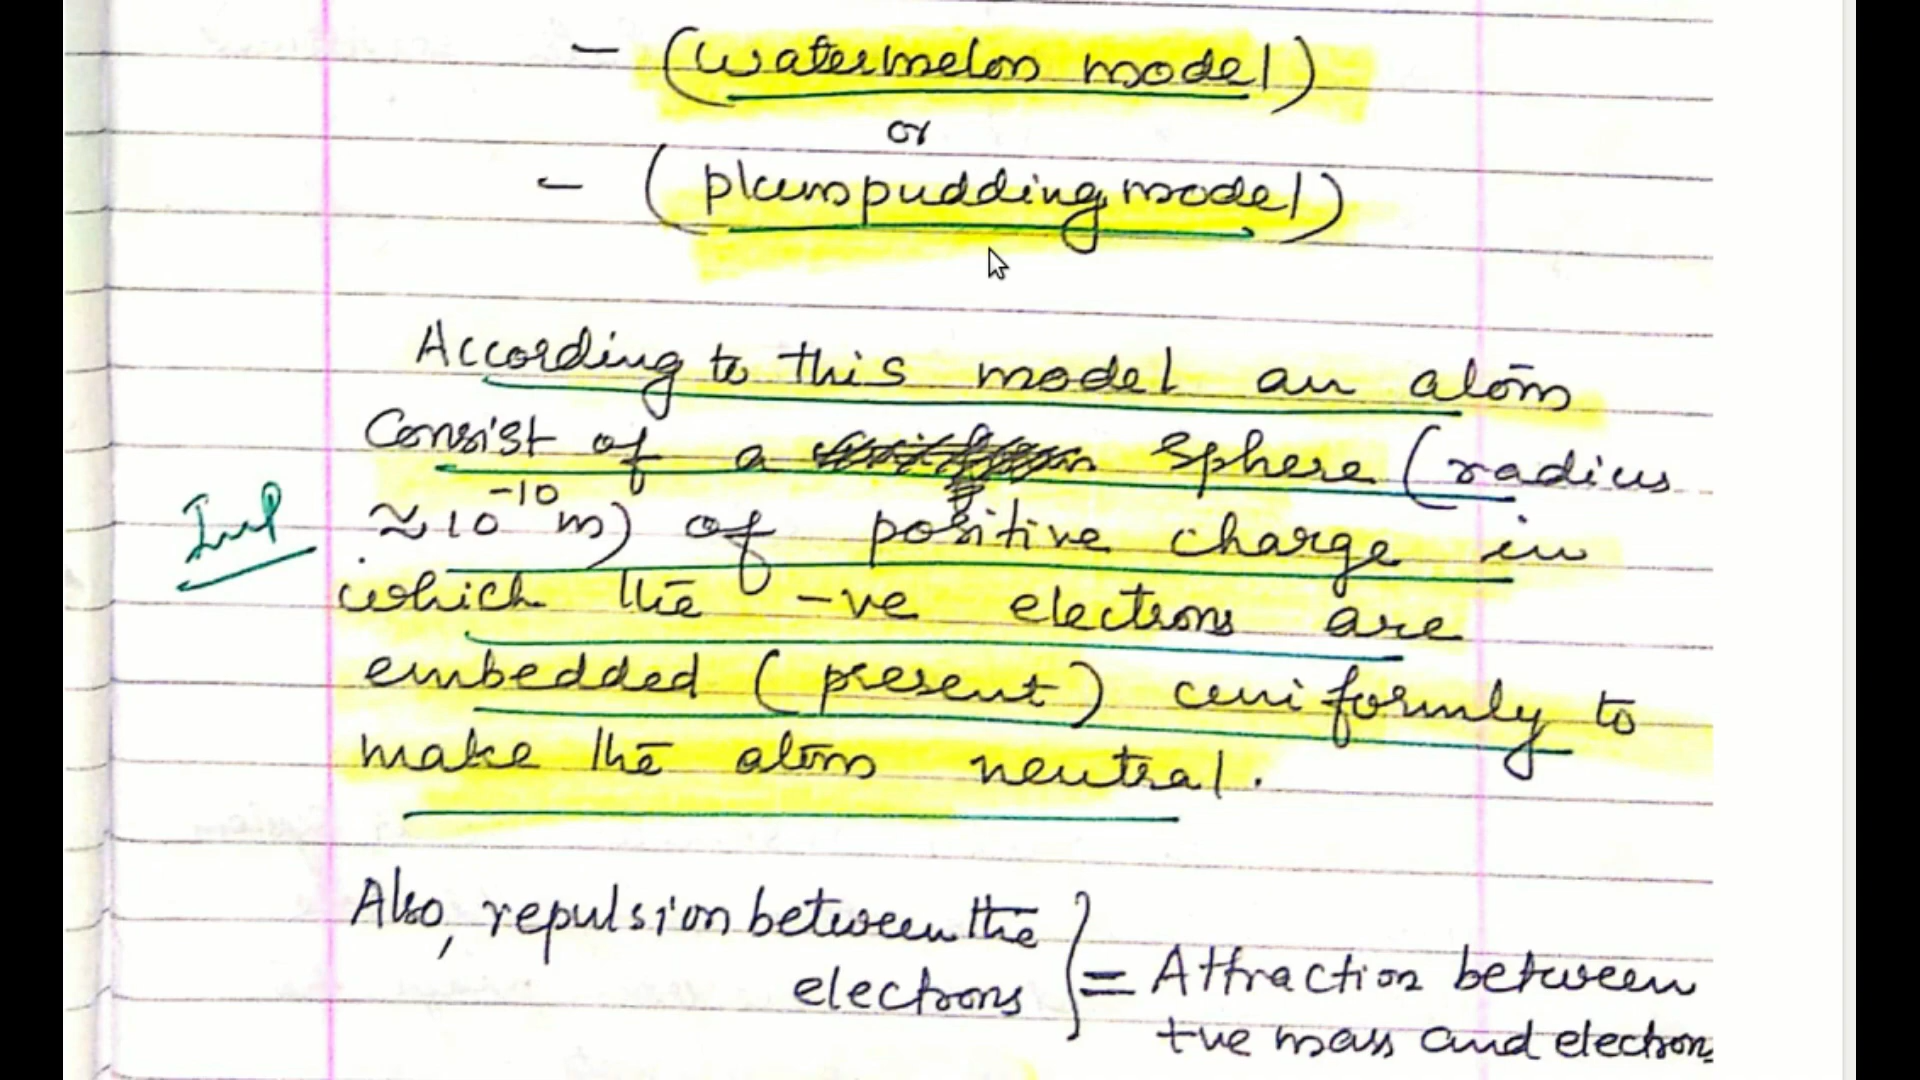 - (watermelon model)
or
- (plum pudding model)
According to this model an atom
Consist of a sphere (radius
≈ 10⁻¹⁰ m) of positive charge in
Imp
which the -ve electrons are
embedded (present) uniformly to
make the atom neutral.
Also, repulsion between the
electrons } = Attraction between
+ve mass and electrons